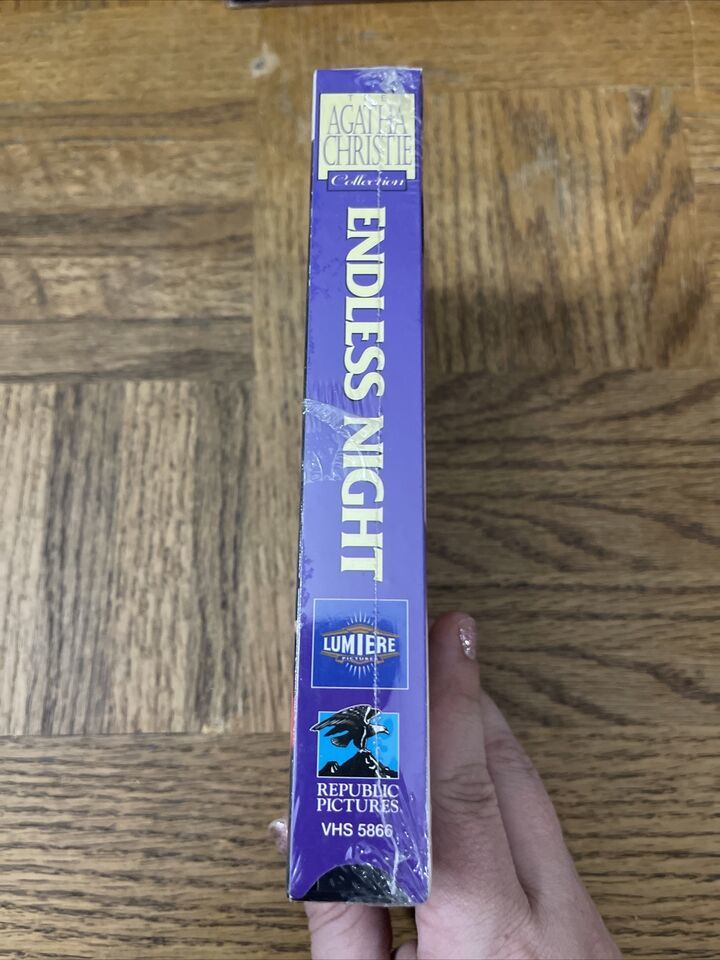 THE
AGATHA
CHRISTIE
Collection
ENDLESS NIGHT
LUMIERE
PICTURES
REPUBLIC
PICTURES
VHS 5866